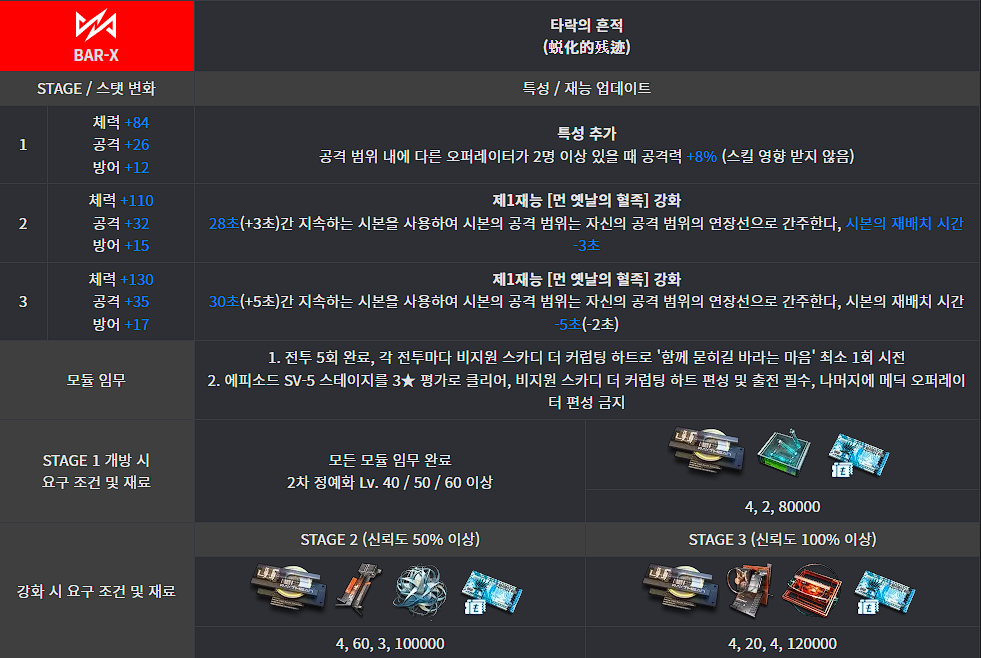 BAR-X
타락의 흔적
(蜕化的残迹)
STAGE / 스탯 변화
특성 / 재능 업데이트
1
체력 +84
공격 +26
방어 +12
특성 추가
공격 범위 내에 다른 오퍼레이터가 2명 이상 있을 때 공격력 +8% (스킬 영향 받지 않음)
2
체력 +110
공격 +32
방어 +15
제1재능 [먼 옛날의 혈족] 강화
28초(+3초)간 지속하는 시본을 사용하여 시본의 공격 범위는 자신의 공격 범위의 연장선으로 간주한다, 시본의 재배치 시간
-3초
3
체력 +130
공격 +35
방어 +17
제1재능 [먼 옛날의 혈족] 강화
30초(+5초)간 지속하는 시본을 사용하여 시본의 공격 범위는 자신의 공격 범위의 연장선으로 간주한다, 시본의 재배치 시간
-5초(-2초)
모듈 임무
1. 전투 5회 완료, 각 전투마다 비지원 스카디 더 커럽팅 하트로 '함께 묻히길 바라는 마음' 최소 1회 시전
2. 에피소드 SV-5 스테이지를 3★ 평가로 클리어, 비지원 스카디 더 커럽팅 하트 편성 및 출전 필수, 나머지에 메딕 오퍼레이
터 편성 금지
STAGE 1 개방 시
요구 조건 및 재료
모든 모듈 임무 완료
2차 정예화 Lv. 40 / 50 / 60 이상
4, 2, 80000
강화 시 요구 조건 및 재료
STAGE 2 (신뢰도 50% 이상)
STAGE 3 (신뢰도 100% 이상)
4, 60, 3, 100000
4, 20, 4, 120000